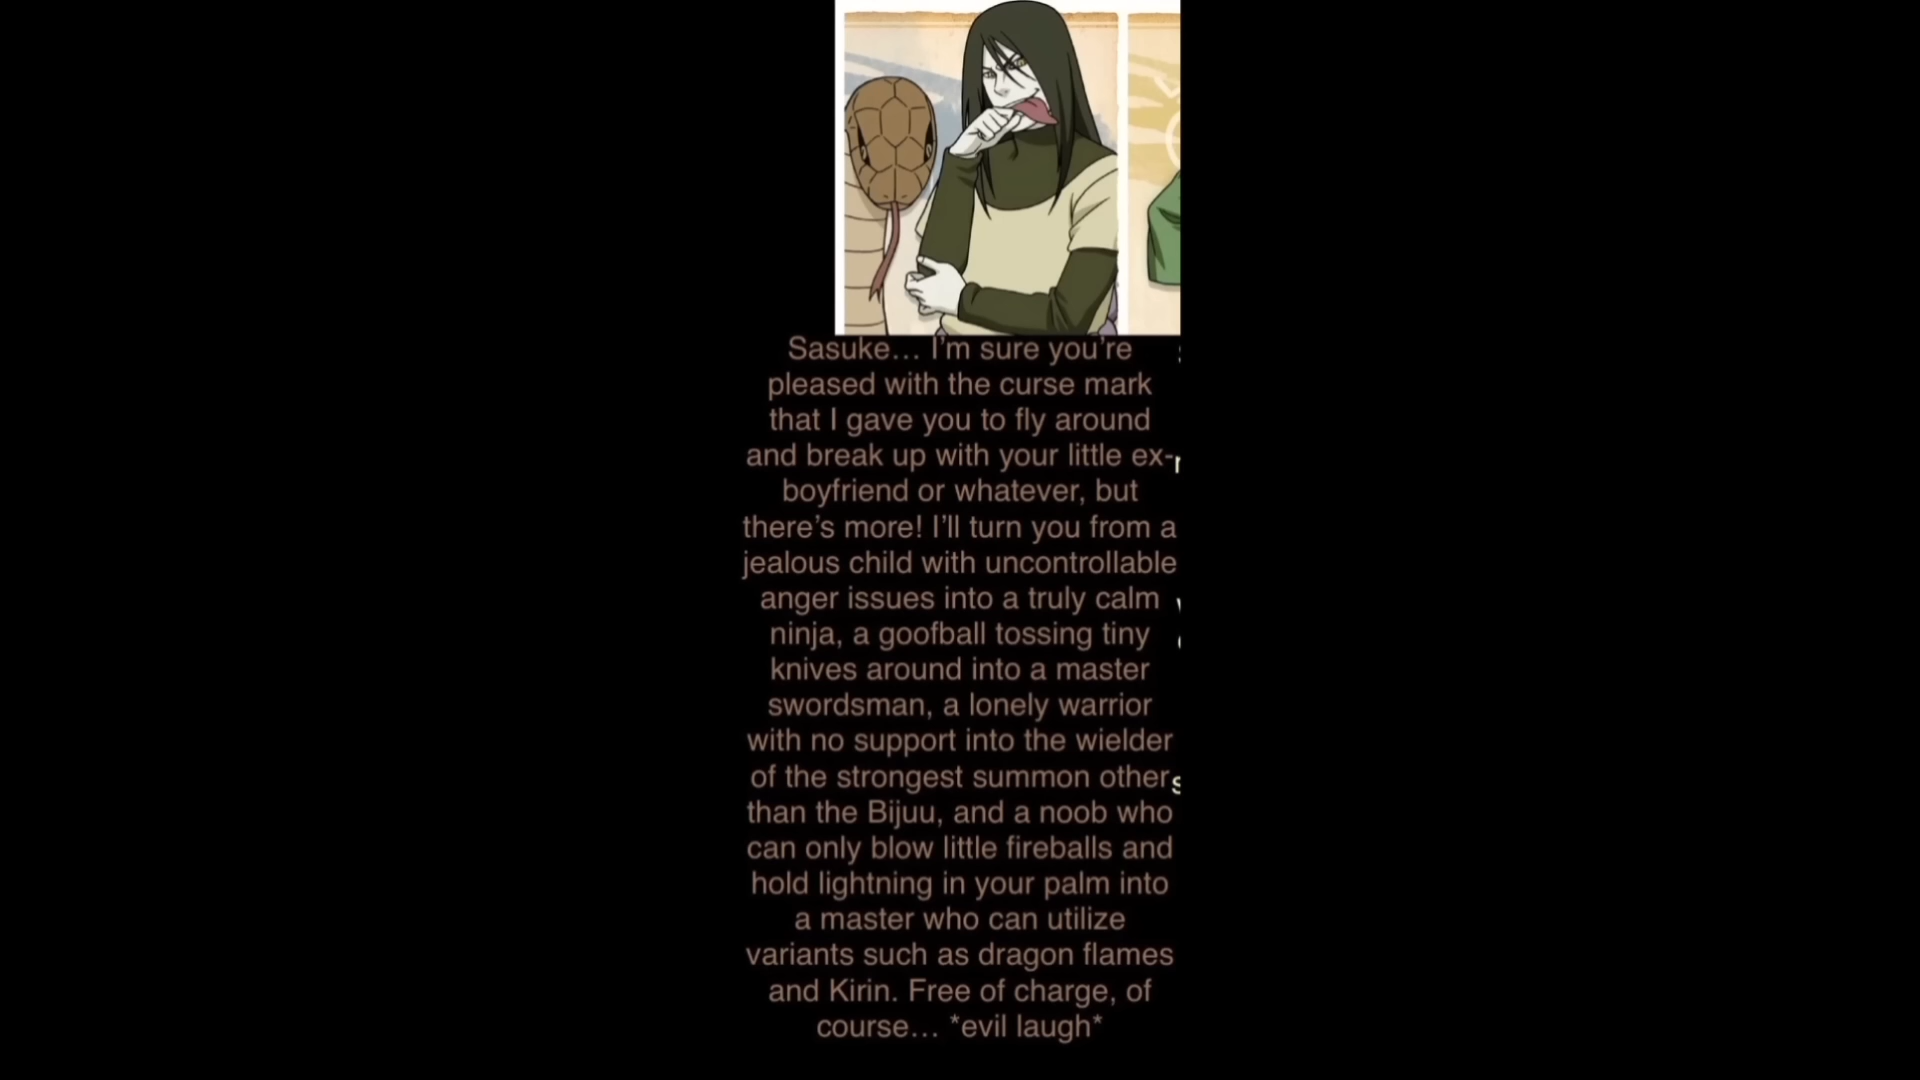 Sasuke… I’m sure you’re
pleased with the curse mark
that I gave you to fly around
and break up with your little ex-
boyfriend or whatever, but
there’s more! I’ll turn you from a
jealous child with uncontrollable
anger issues into a truly calm
ninja, a goofball tossing tiny
knives around into a master
swordsman, a lonely warrior
with no support into the wielder
of the strongest summon other
than the Bijuu, and a noob who
can only blow little fireballs and
hold lightning in your palm into
a master who can utilize
variants such as dragon flames
and Kirin. Free of charge, of
course… *evil laugh*